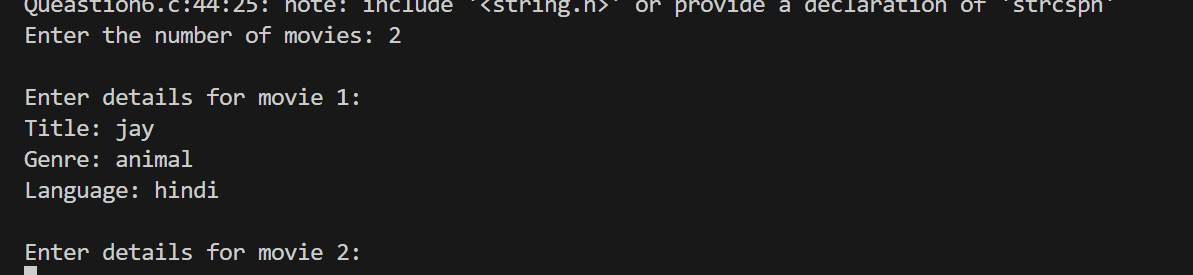 Queastion6.c:44:25: note: include '<string.h>' or provide a declaration of 'strcspn'
Enter the number of movies: 2
Enter details for movie 1:
Title: jay
Genre: animal
Language: hindi
Enter details for movie 2: